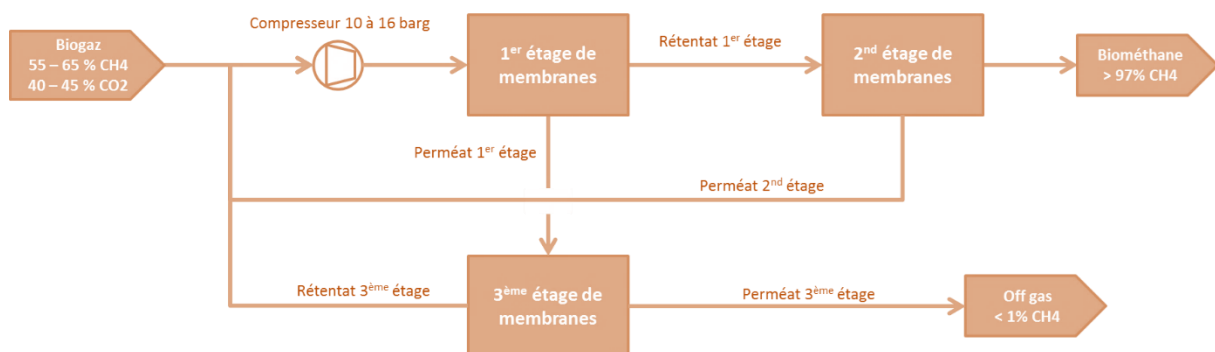 Compresseur 10 à 16 barg
Biogaz
55 – 65 % CH4
40 – 45 % CO2
1er étage de
membranes
Rétentat 1er étage
2nd étage de
membranes
Biométhane
> 97% CH4
Perméat 1er étage
Perméat 2nd étage
Rétentat 3ème étage
3ème étage de
membranes
Perméat 3ème étage
Off gas
< 1% CH4